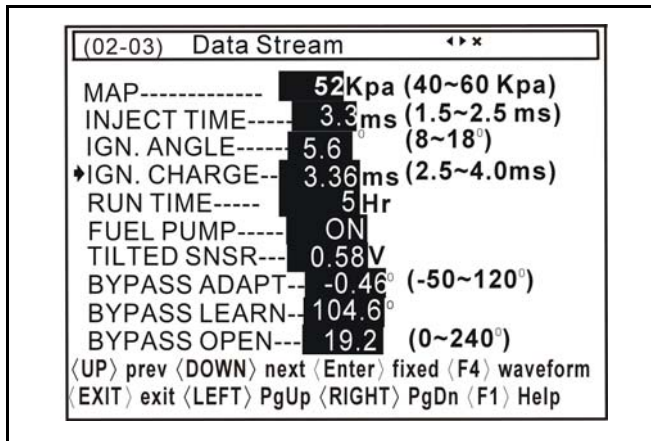 (02-03) Data Stream ◄ ► ×
MAP------------- 52Kpa (40~60 Kpa)
INJECT TIME----- 3.3ms (1.5~2.5 ms)
IGN. ANGLE------ 5.6° (8~18°)
➧IGN. CHARGE-- 3.36ms (2.5~4.0ms)
RUN TIME----- 5Hr
FUEL PUMP----- ON
TILTED SNSR--- 0.58V
BYPASS ADAPT-- -0.46° (-50~120°)
BYPASS LEARN-- 104.6°
BYPASS OPEN--- 19.2 (0~240°)
〈UP〉 prev 〈DOWN〉 next 〈Enter〉 fixed 〈F4〉 waveform
〈EXIT〉 exit 〈LEFT〉 PgUp 〈RIGHT〉 PgDn 〈F1〉 Help